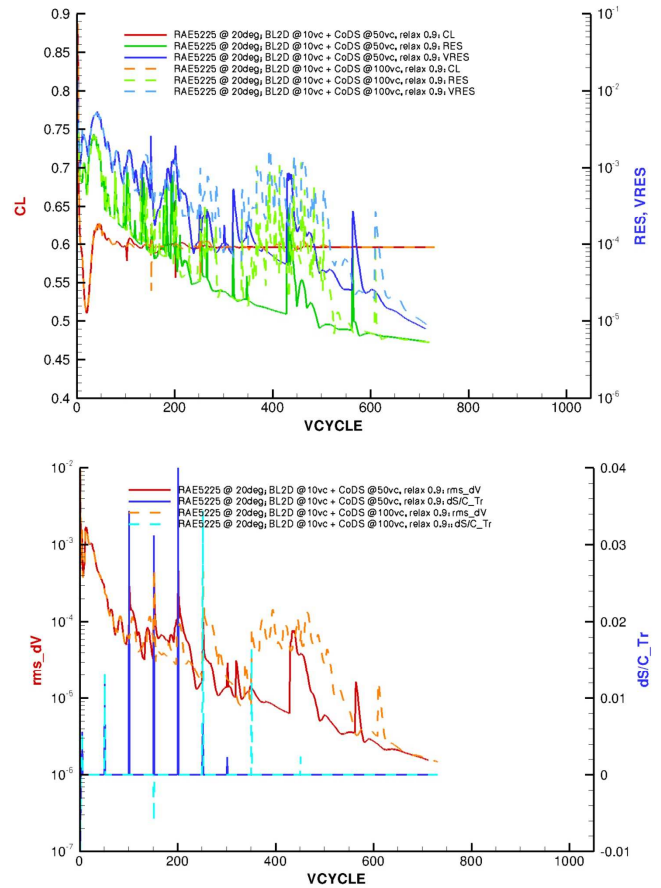 0.9
0.85
0.8
0.75
0.7
0.65
0.6
0.55
0.5
0.45
0.4
CL
10^-1
10^-2
10^-3
10^-4
10^-5
10^-6
RES, VRES
RAE5225 @ 20deg; BL2D @10vc + CoDS @50vc, relax 0.9: CL
RAE5225 @ 20deg; BL2D @10vc + CoDS @50vc, relax 0.9: RES
RAE5225 @ 20deg; BL2D @10vc + CoDS @50vc, relax 0.9: VRES
RAE5225 @ 20deg; BL2D @10vc + CoDS @100vc, relax 0.9: CL
RAE5225 @ 20deg; BL2D @10vc + CoDS @100vc, relax 0.9: RES
RAE5225 @ 20deg; BL2D @10vc + CoDS @100vc, relax 0.9: VRES
0 200 400 600 800 1000
VCYCLE
10^-2
10^-3
10^-4
10^-5
10^-6
10^-7
rms_dV
0.04
0.03
0.02
0.01
0
-0.01
dS/C_Tr
RAE5225 @ 20deg; BL2D @10vc + CoDS @50vc, relax 0.9: rms_dV
RAE5225 @ 20deg; BL2D @10vc + CoDS @50vc, relax 0.9: dS/C_Tr
RAE5225 @ 20deg; BL2D @10vc + CoDS @100vc, relax 0.9: rms_dV
RAE5225 @ 20deg; BL2D @10vc + CoDS @100vc, relax 0.9:: dS/C_Tr
0 200 400 600 800 1000
VCYCLE